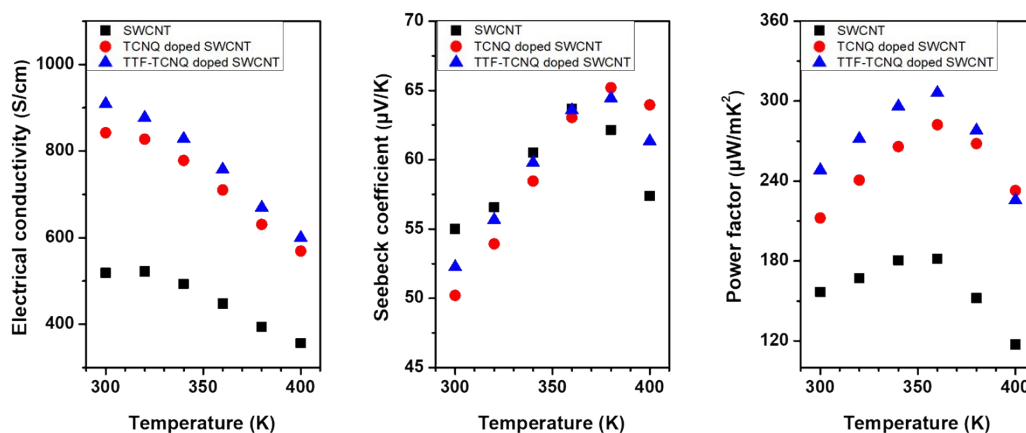 Electrical conductivity (S/cm)
1000
800
600
400
SWCNT
TCNQ doped SWCNT
TTF-TCNQ doped SWCNT
300 350 400
Temperature (K)
Seebeck coefficient (μV/K)
75
70
65
60
55
50
45
SWCNT
TCNQ doped SWCNT
TTF-TCNQ doped SWCNT
300 350 400
Temperature (K)
Power factor (μW/mK²)
360
300
240
180
120
SWCNT
TCNQ doped SWCNT
TTF-TCNQ doped SWCNT
300 350 400
Temperature (K)